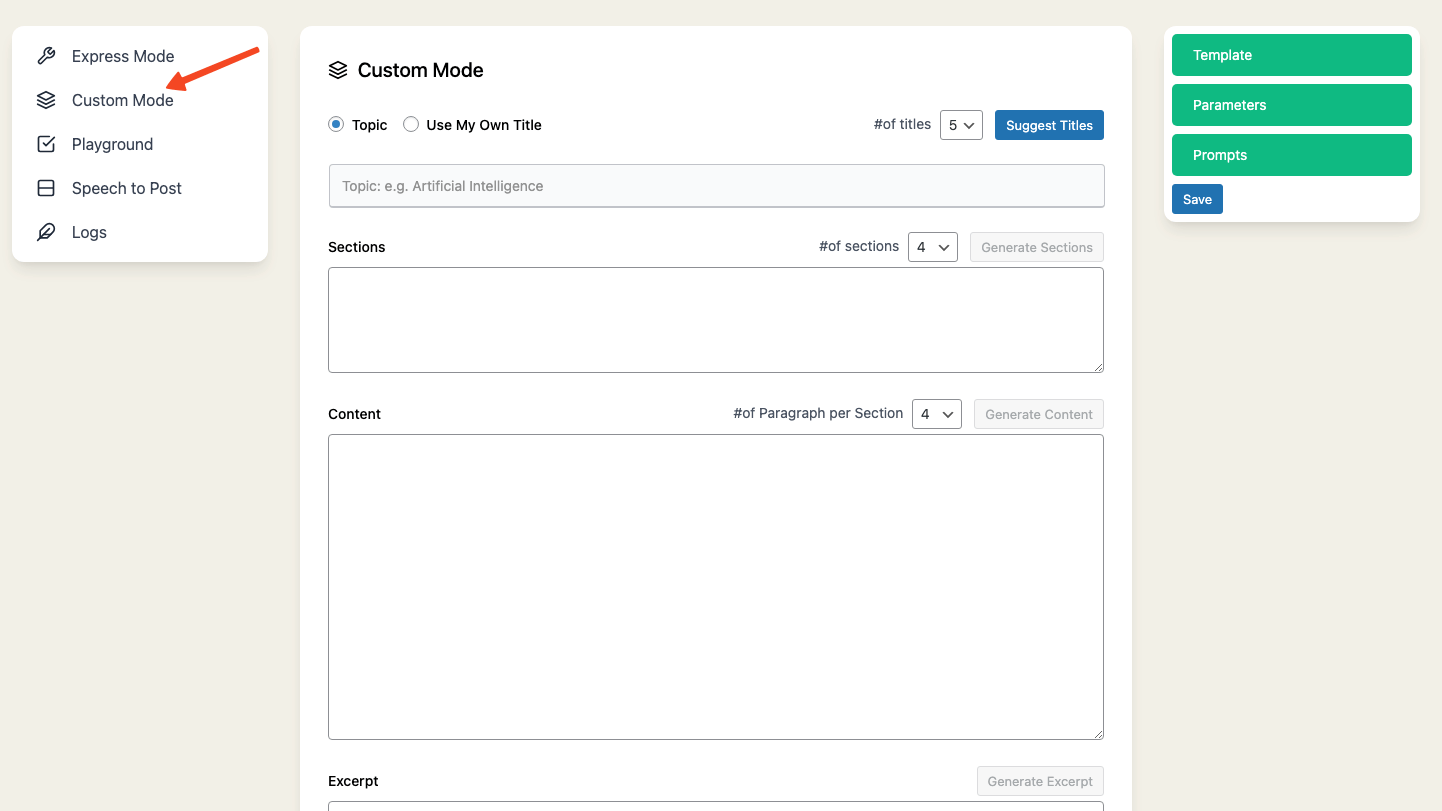 Express Mode
Custom Mode
Playground
Speech to Post
Logs
Custom Mode
Topic Use My Own Title #of titles 5 Suggest Titles
Topic: e.g. Artificial Intelligence
Sections #of sections 4 Generate Sections
Content #of Paragraph per Section 4 Generate Content
Excerpt Generate Excerpt
Template
Parameters
Prompts
Save